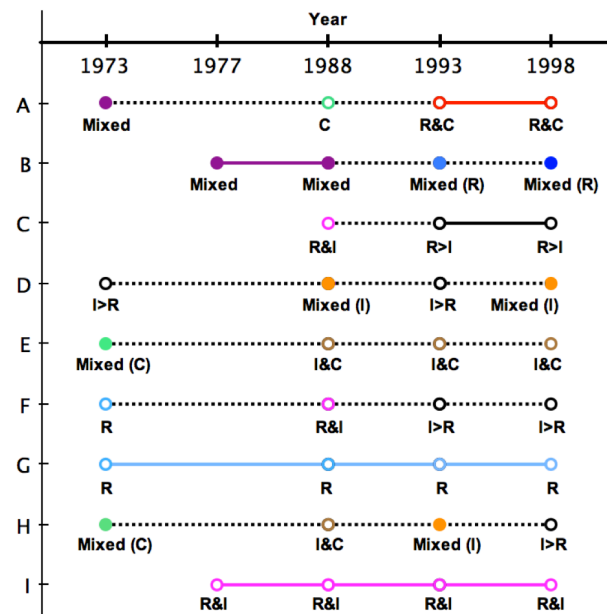 Year
1973 1977 1988 1993 1998
A
Mixed C R&C R&C
B
Mixed Mixed Mixed (R) Mixed (R)
C
R&I R>I R>I
D
I>R Mixed (I) I>R Mixed (I)
E
Mixed (C) I&C I&C I&C
F
R R&I I>R I>R
G
R R R R
H
Mixed (C) I&C Mixed (I) I>R
I
R&I R&I R&I R&I